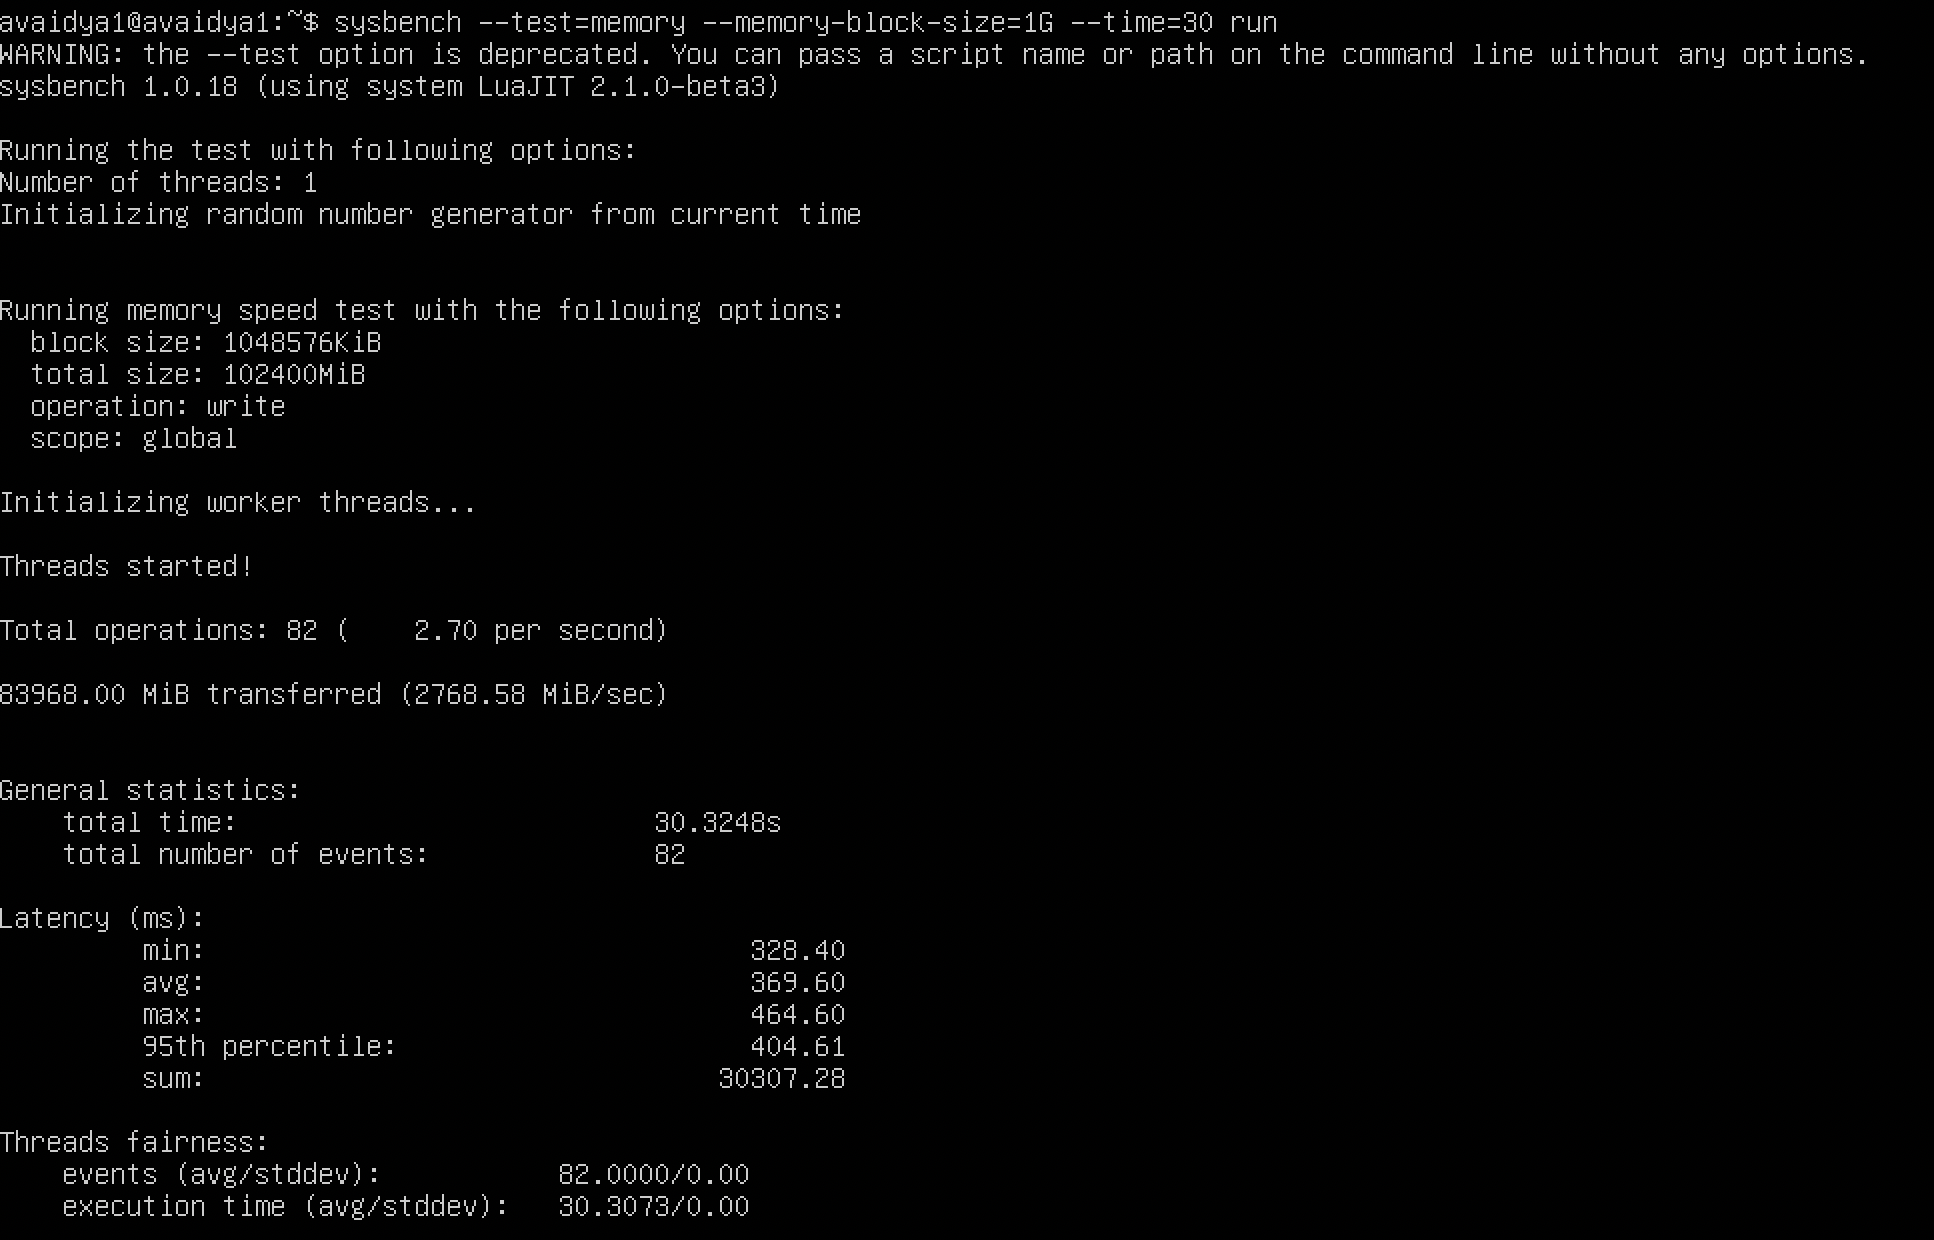 avaidya1@avaidya1:~$ sysbench --test=memory --memory-block-size=1G --time=30 run
WARNING: the --test option is deprecated. You can pass a script name or path on the command line without any options.
sysbench 1.0.18 (using system LuaJIT 2.1.0-beta3)
Running the test with following options:
Number of threads: 1
Initializing random number generator from current time
Running memory speed test with the following options:
block size: 1048576KiB
total size: 102400MiB
operation: write
scope: global
Initializing worker threads...
Threads started!
Total operations: 82 (    2.70 per second)
83968.00 MiB transferred (2768.58 MiB/sec)
General statistics:
total time: 30.3248s
total number of events: 82
Latency (ms):
min: 328.40
avg: 369.60
max: 464.60
95th percentile: 404.61
sum: 30307.28
Threads fairness:
events (avg/stddev): 82.0000/0.00
execution time (avg/stddev): 30.3073/0.00